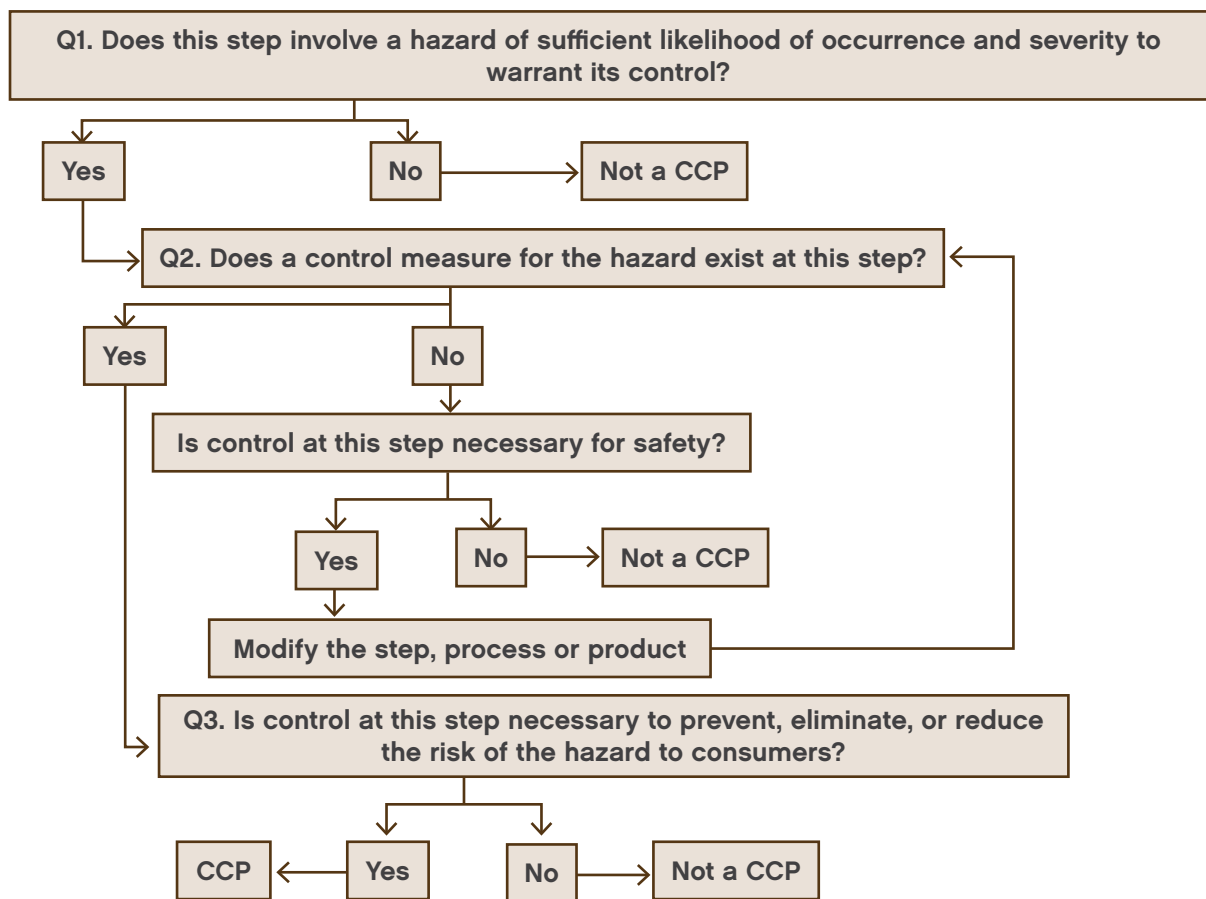 Q1. Does this step involve a hazard of sufficient likelihood of occurrence and severity to
warrant its control?
Yes
No
Not a CCP
Q2. Does a control measure for the hazard exist at this step?
Yes
No
Is control at this step necessary for safety?
Yes
No
Not a CCP
Modify the step, process or product
Q3. Is control at this step necessary to prevent, eliminate, or reduce
the risk of the hazard to consumers?
CCP
Yes
No
Not a CCP